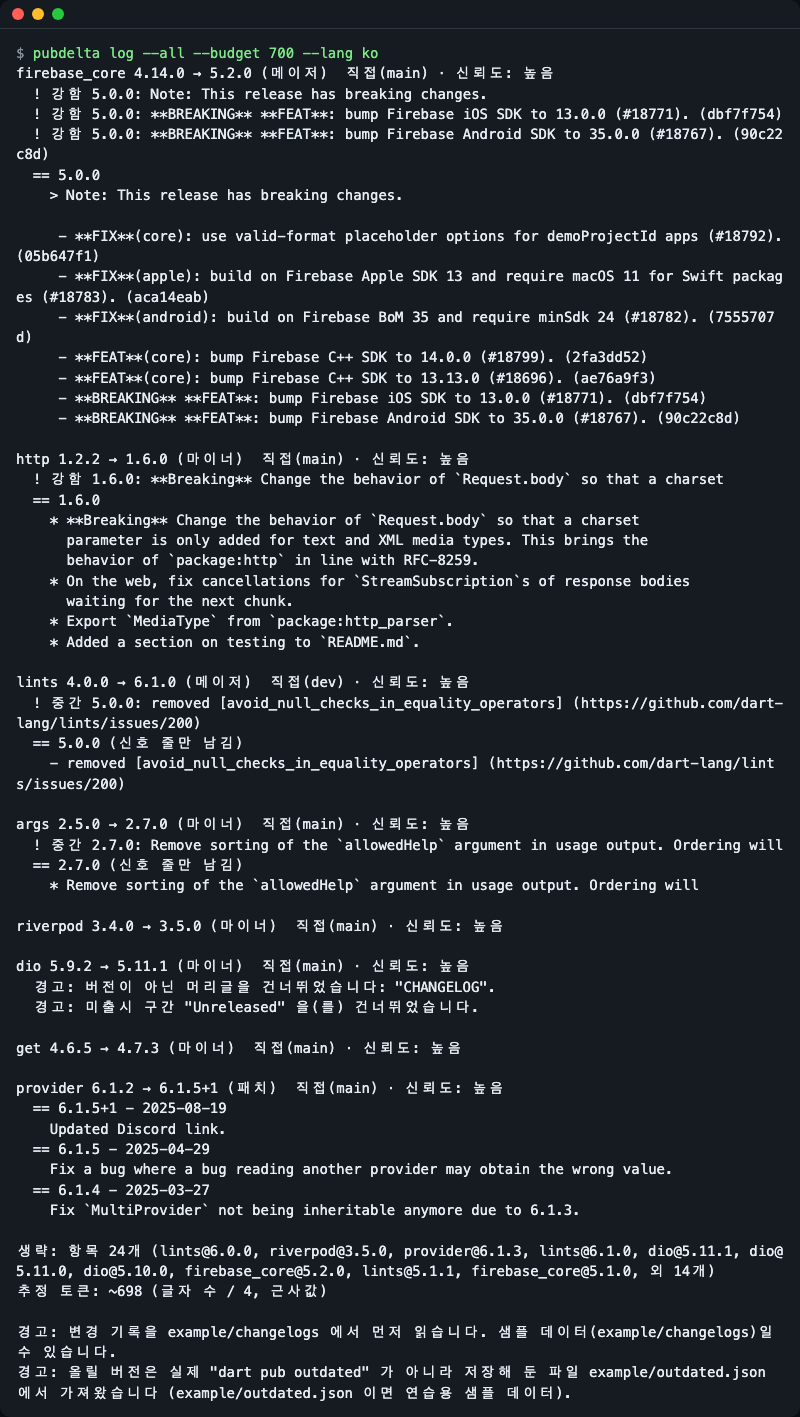 $ pubdelta log --all --budget 700 --lang ko
firebase_core 4.14.0 → 5.2.0 (메이저)  직접(main) · 신뢰도: 높음
  ! 강함 5.0.0: Note: This release has breaking changes.
  ! 강함 5.0.0: **BREAKING** **FEAT**: bump Firebase iOS SDK to 13.0.0 (#18771). (dbf7f754)
  ! 강함 5.0.0: **BREAKING** **FEAT**: bump Firebase Android SDK to 35.0.0 (#18767). (90c22
c8d)
  == 5.0.0
    > Note: This release has breaking changes.

     - **FIX**(core): use valid-format placeholder options for demoProjectId apps (#18792).
(05b647f1)
     - **FIX**(apple): build on Firebase Apple SDK 13 and require macOS 11 for Swift packag
es (#18783). (aca14eab)
     - **FIX**(android): build on Firebase BoM 35 and require minSdk 24 (#18782). (7555707
d)
     - **FEAT**(core): bump Firebase C++ SDK to 14.0.0 (#18799). (2fa3dd52)
     - **FEAT**(core): bump Firebase C++ SDK to 13.13.0 (#18696). (ae76a9f3)
     - **BREAKING** **FEAT**: bump Firebase iOS SDK to 13.0.0 (#18771). (dbf7f754)
     - **BREAKING** **FEAT**: bump Firebase Android SDK to 35.0.0 (#18767). (90c22c8d)

http 1.2.2 → 1.6.0 (마이너)  직접(main) · 신뢰도: 높음
  ! 강함 1.6.0: **Breaking** Change the behavior of `Request.body` so that a charset
  == 1.6.0
    * **Breaking** Change the behavior of `Request.body` so that a charset
      parameter is only added for text and XML media types. This brings the
      behavior of `package:http` in line with RFC-8259.
    * On the web, fix cancellations for `StreamSubscription`s of response bodies
      waiting for the next chunk.
    * Export `MediaType` from `package:http_parser`.
    * Added a section on testing to `README.md`.

lints 4.0.0 → 6.1.0 (메이저)  직접(dev) · 신뢰도: 높음
  ! 중간 5.0.0: removed [avoid_null_checks_in_equality_operators] (https://github.com/dart-
lang/lints/issues/200)
  == 5.0.0 (신호 줄만 남김)
    - removed [avoid_null_checks_in_equality_operators] (https://github.com/dart-lang/lint
s/issues/200)

args 2.5.0 → 2.7.0 (마이너)  직접(main) · 신뢰도: 높음
  ! 중간 2.7.0: Remove sorting of the `allowedHelp` argument in usage output. Ordering will
  == 2.7.0 (신호 줄만 남김)
    * Remove sorting of the `allowedHelp` argument in usage output. Ordering will

riverpod 3.4.0 → 3.5.0 (마이너)  직접(main) · 신뢰도: 높음

dio 5.9.2 → 5.11.1 (마이너)  직접(main) · 신뢰도: 높음
  경고: 버전이 아닌 머리글을 건너뛰었습니다: "CHANGELOG".
  경고: 미출시 구간 "Unreleased" 을(를) 건너뛰었습니다.

get 4.6.5 → 4.7.3 (마이너)  직접(main) · 신뢰도: 높음

provider 6.1.2 → 6.1.5+1 (패치)  직접(main) · 신뢰도: 높음
  == 6.1.5+1 - 2025-08-19
    Updated Discord link.
  == 6.1.5 - 2025-04-29
    Fix a bug where a bug reading another provider may obtain the wrong value.
  == 6.1.4 - 2025-03-27
    Fix `MultiProvider` not being inheritable anymore due to 6.1.3.

생략: 항목 24개 (lints@6.0.0, riverpod@3.5.0, provider@6.1.3, lints@6.1.0, dio@5.11.1, dio@
5.11.0, dio@5.10.0, firebase_core@5.2.0, lints@5.1.1, firebase_core@5.1.0, 외 14개)
추정 토큰: ~698 (글자 수 / 4, 근사값)

경고: 변경 기록을 example/changelogs 에서 먼저 읽습니다. 샘플 데이터(example/changelogs)일
수 있습니다.
경고: 올릴 버전은 실제 "dart pub outdated" 가 아니라 저장해 둔 파일 example/outdated.json
에서 가져왔습니다 (example/outdated.json 이면 연습용 샘플 데이터).